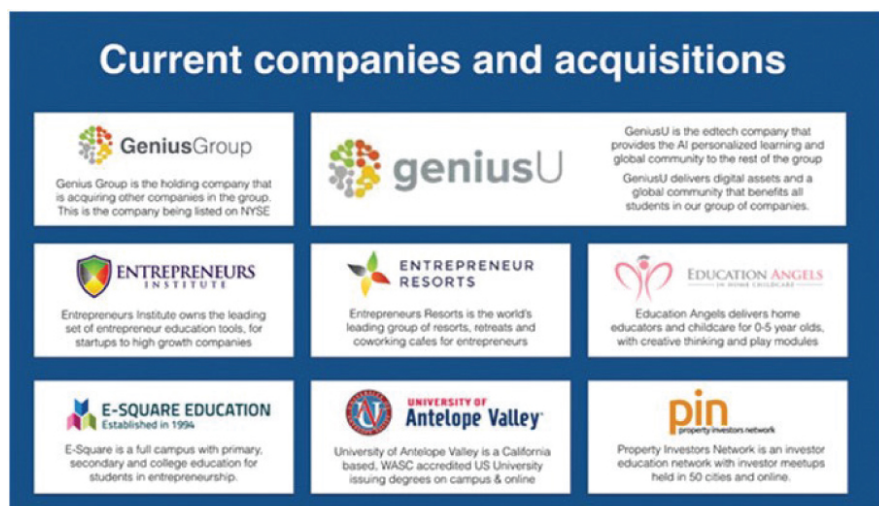 Current companies and acquisitions
GeniusGroup
Genius Group is the holding company that
is acquiring other companies in the group.
This is the company being listed on NYSE
geniusU
GeniusU is the edtech company that
provides the AI personalized learning and
global community to the rest of the group
GeniusU delivers digital assets and a
global community that benefits all
students in our group of companies.
ENTREPRENEURS
INSTITUTE
Entrepreneurs Institute owns the leading
set of entrepreneur education tools, for
startups to high growth companies
ENTREPRENEUR
RESORTS
Entrepreneurs Resorts is the world's
leading group of resorts, retreats and
coworking cafes for entrepreneurs
EDUCATION ANGELS
IN HOME CHILDCARE
Education Angels delivers home
educators and childcare for 0-5 year olds,
with creative thinking and play modules
E-SQUARE EDUCATION
Established in 1994
E-Square is a full campus with primary,
secondary and college education for
students in entrepreneurship.
UNIVERSITY OF
Antelope Valley
University of Antelope Valley is a California
based, WASC accredited US University
issuing degrees on campus & online
pin
property investors network
Property Investors Network is an investor
education network with investor meetups
held in 50 cities and online.